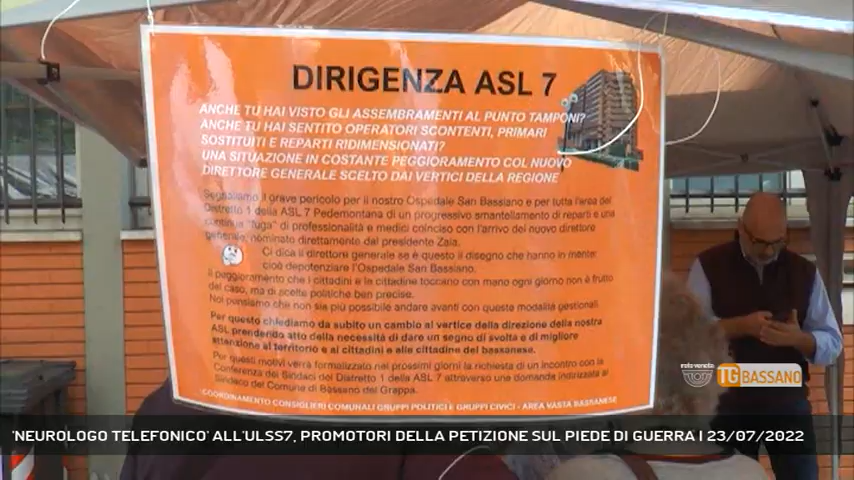 DIRIGENZA ASL 7
ANCHE TU HAI VISTO GLI ASSEMBRAMENTI AL PUNTO TAMPONI?
ANCHE TU HAI SENTITO OPERATORI SCONTENTI, PRIMARI
SOSTITUITI E REPARTI RIDIMENSIONATI?
UNA SITUAZIONE IN COSTANTE PEGGIORAMENTO COL NUOVO
DIRETTORE GENERALE SCELTO DAI VERTICI DELLA REGIONE
Segnaliamo il grave pericolo per il nostro Ospedale San Bassiano e per tutta l'area del
Distretto 1 della ASL 7 Pedemontana di un progressivo smantellamento di reparti e una
continua "fuga" di professionalità e medici coinciso con l'arrivo del nuovo direttore
generale, nominato direttamente dal presidente Zaia.
Ci dica il direttore generale se è questo il disegno che hanno in mente:
cioè depotenziare l'Ospedale San Bassiano.
Il peggioramento che i cittadini e le cittadine toccano con mano ogni giorno non è frutto
del caso, ma di scelte politiche ben precise.
Noi pensiamo che non sia più possibile andare avanti con queste modalità gestionali.
Per questo chiediamo da subito un cambio al vertice della direzione della nostra
ASL prendendo atto della necessità di dare un segno di svolta e di migliore
attenzione al territorio e ai cittadini e alle cittadine del bassanese.
Per questi motivi verrà formalizzato nei prossimi giorni la richiesta di un incontro con la
Conferenza dei Sindaci del Distretto 1 della ASL 7 attraverso una domanda indirizzata al
Sindaco del Comune di Bassano del Grappa.
COORDINAMENTO CONSIGLIERI COMUNALI GRUPPI POLITICI E GRUPPI CIVICI - AREA VASTA BASSANESE
rete veneta
TG BASSANO
'NEUROLOGO TELEFONICO' ALL'ULSS7, PROMOTORI DELLA PETIZIONE SUL PIEDE DI GUERRA | 23/07/2022